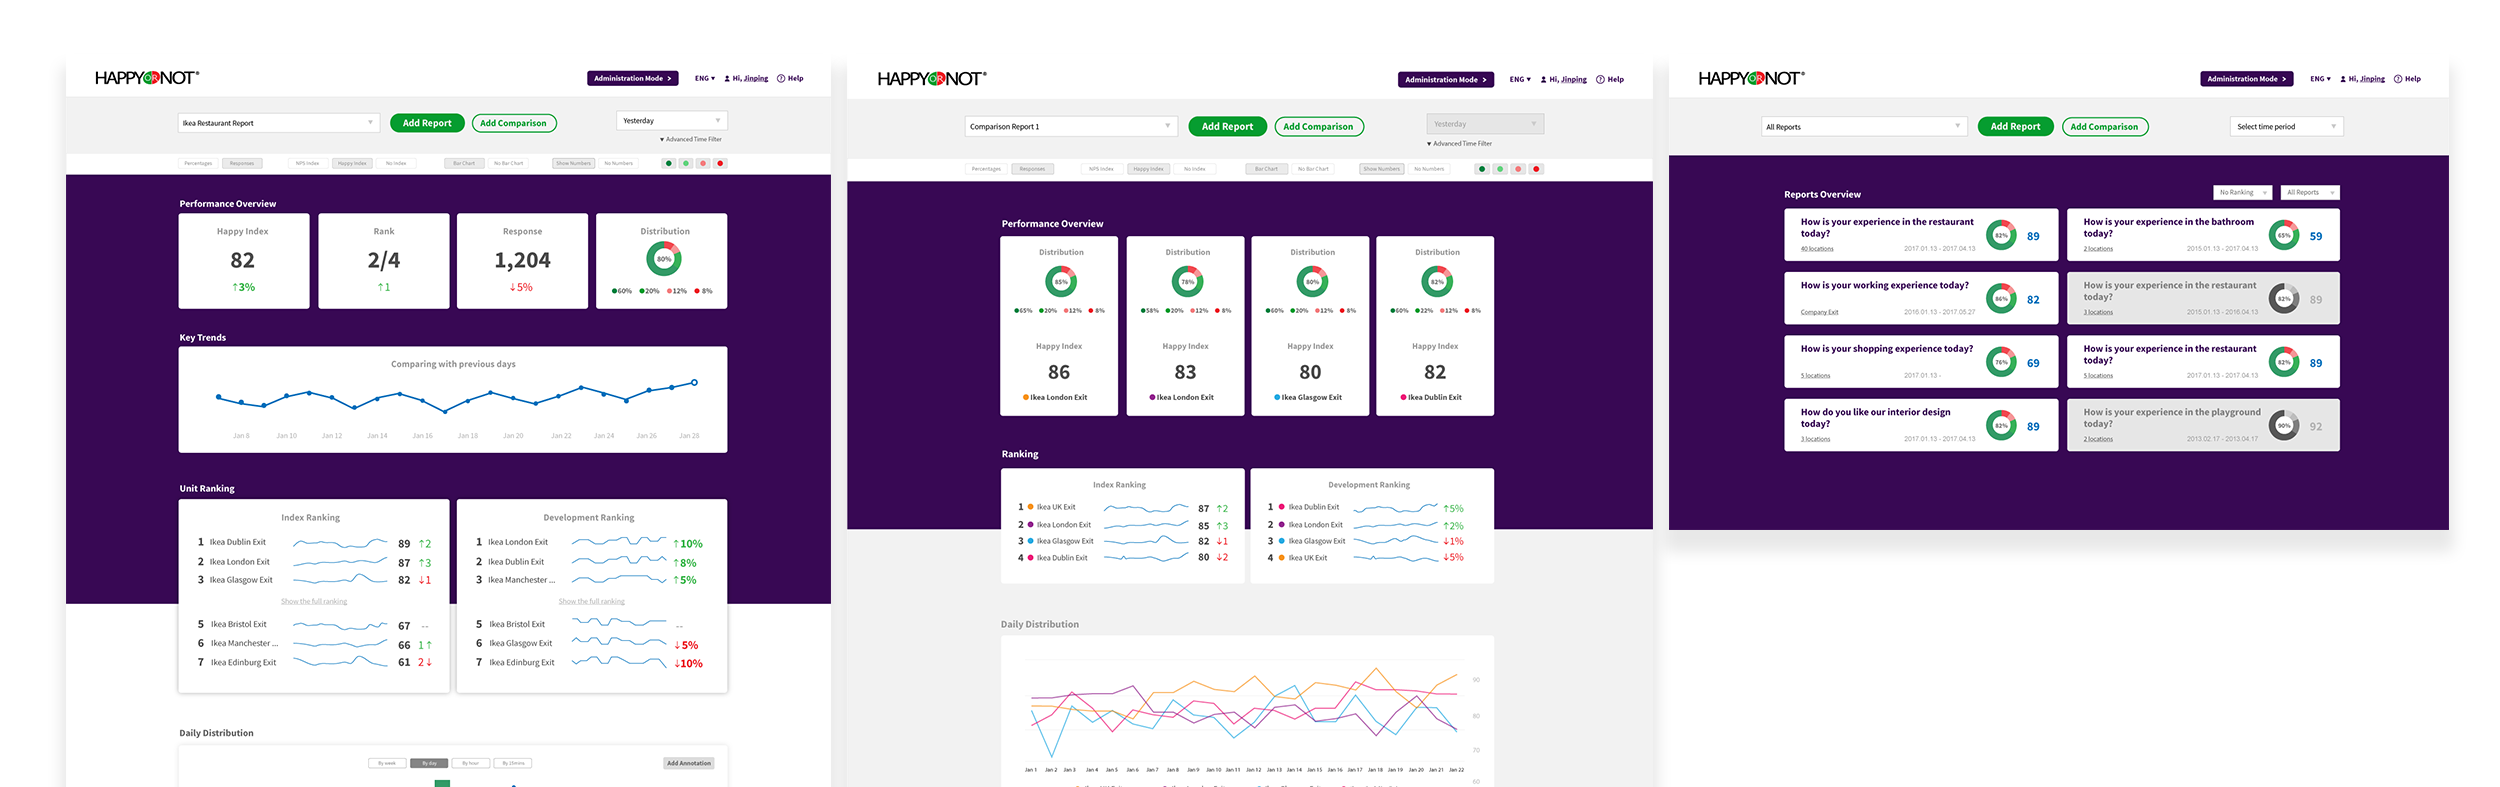 HAPPY OR NOT®
Administration Mode >
ENG ▾
Hi, Jinping
? Help
Ikea Restaurant Report
Add Report
Add Comparison
Yesterday
▾ Advanced Time Filter
Percentages
Responses
NPS Index
Happy Index
No Index
Bar Chart
No Bar Chart
Show Numbers
No Numbers
Performance Overview
Happy Index
82
↑3%
Rank
2/4
↑1
Response
1,204
↓5%
Distribution
80%
60% 20% 12% 8%
Key Trends
Comparing with previous days
Jan 8 Jan 10 Jan 12 Jan 14 Jan 16 Jan 18 Jan 20 Jan 22 Jan 24 Jan 26 Jan 28
Unit Ranking
Index Ranking
1 Ikea Dublin Exit 89 ↑2
2 Ikea London Exit 87 ↑3
3 Ikea Glasgow Exit 82 ↓1
Show the full ranking
5 Ikea Bristol Exit 67 --
6 Ikea Manchester ... 66 1↑
7 Ikea Edinburg Exit 61 2↓
Development Ranking
1 Ikea London Exit ↑10%
2 Ikea Dublin Exit ↑8%
3 Ikea Manchester ... ↑5%
Show the full ranking
5 Ikea Bristol Exit --
6 Ikea Glasgow Exit ↓5%
7 Ikea Edinburg Exit ↓10%
Daily Distribution
By week
By day
By hour
By 15mins
Add Annotation
HAPPY OR NOT®
Administration Mode >
ENG ▾
Hi, Jinping
? Help
Comparison Report 1
Add Report
Add Comparison
Yesterday
▾ Advanced Time Filter
Percentages
Responses
NPS Index
Happy Index
No Index
Bar Chart
No Bar Chart
Show Numbers
No Numbers
Performance Overview
Distribution
85%
65% 20% 12% 8%
Happy Index
86
Ikea London Exit
Distribution
78%
58% 20% 12% 8%
Happy Index
83
Ikea London Exit
Distribution
80%
60% 20% 12% 8%
Happy Index
80
Ikea Glasgow Exit
Distribution
82%
60% 22% 12% 8%
Happy Index
82
Ikea Dublin Exit
Ranking
Index Ranking
1 Ikea UK Exit 87 ↑2
2 Ikea London Exit 85 ↑3
3 Ikea Glasgow Exit 82 ↓1
4 Ikea Dublin Exit 80 ↓2
Development Ranking
1 Ikea Dublin Exit ↑5%
2 Ikea London Exit ↑2%
3 Ikea Glasgow Exit ↓1%
4 Ikea UK Exit ↓5%
Daily Distribution
90
80
70
60
Jan 1 Jan 2 Jan 3 Jan 4 Jan 5 Jan 6 Jan 7 Jan 8 Jan 9 Jan 10 Jan 11 Jan 12 Jan 13 Jan 14 Jan 15 Jan 16 Jan 17 Jan 18 Jan 19 Jan 20 Jan 21 Jan 22
HAPPY OR NOT®
Administration Mode >
ENG ▾
Hi, Jinping
? Help
All Reports
Add Report
Add Comparison
Select time period
Reports Overview
No Ranking
All Reports
How is your experience in the restaurant
today?
40 locations
2017.01.13 - 2017.04.13
82%
89
How is your experience in the bathroom
today?
2 locations
2015.01.13 - 2017.04.13
65%
59
How is your working experience today?
Company Exit
2016.01.13 - 2017.05.27
86%
82
How is your experience in the restaurant
today?
3 locations
2015.01.13 - 2016.04.13
82%
89
How is your shopping experience today?
5 locations
2017.01.13 -
76%
69
How is your experience in the restaurant
today?
5 locations
2017.01.13 - 2017.04.13
82%
89
How do you like our interior design
today?
3 locations
2017.01.13 - 2017.04.13
82%
89
How is your experience in the playground
today?
2 locations
2013.02.17 - 2013.04.17
90%
92